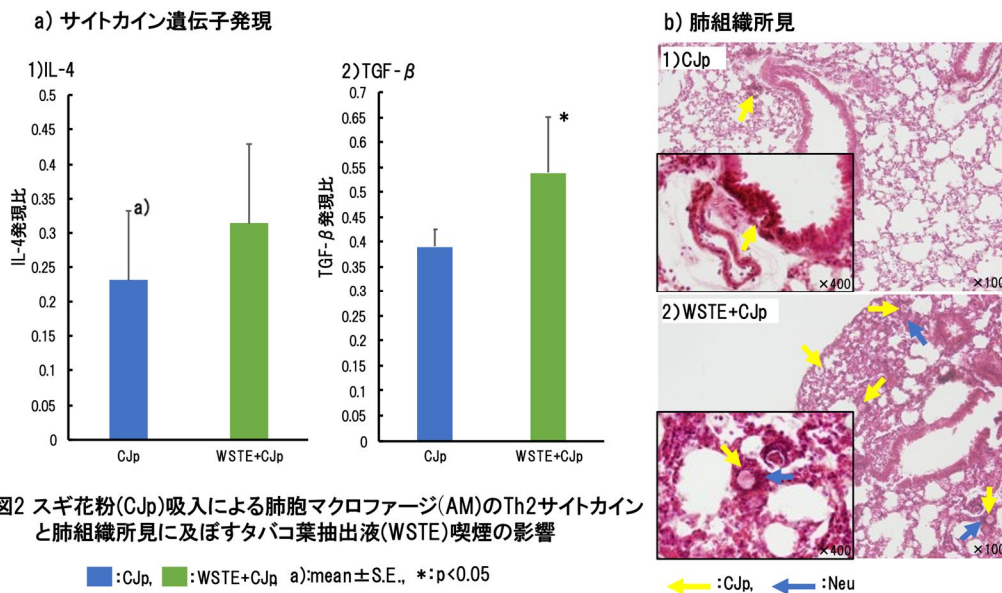 a) サイトカイン遺伝子発現
1)IL-4
0.5
0.45
0.4
0.35
0.3
0.25
0.2
0.15
0.1
0.05
0
IL-4発現比
a)
CJp
WSTE+CJp
2)TGF-β
0.7
0.65
0.6
0.55
0.5
0.45
0.4
0.35
0.3
0.25
0.2
0.15
0.1
0.05
0
TGF-β発現比
*
CJp
WSTE+CJp
図2 スギ花粉(CJp)吸入による肺胞マクロファージ(AM)のTh2サイトカイン
と肺組織所見に及ぼすタバコ葉抽出液(WSTE)喫煙の影響
:CJp, :WSTE+CJp, a):mean±S.E., *:p<0.05
b) 肺組織所見
1)CJp
×400
×100
2)WSTE+CJp
×400
×100
:CJp, :Neu